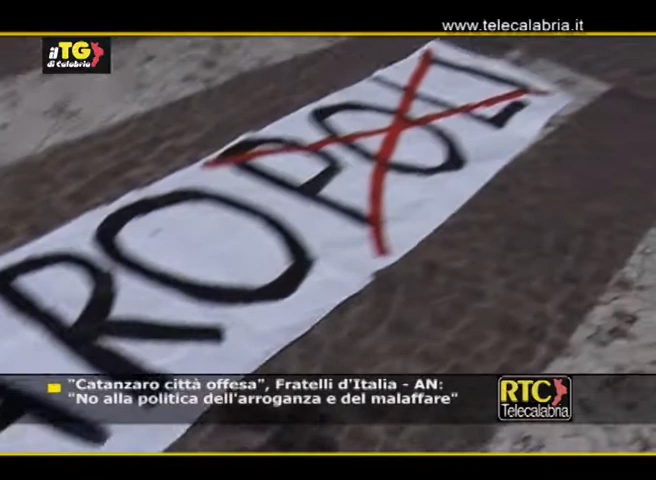 www.telecalabria.it
il TG
di Calabria
TROPOLI
"Catanzaro città offesa", Fratelli d'Italia - AN:
"No alla politica dell'arroganza e del malaffare"
RTC
Telecalabria